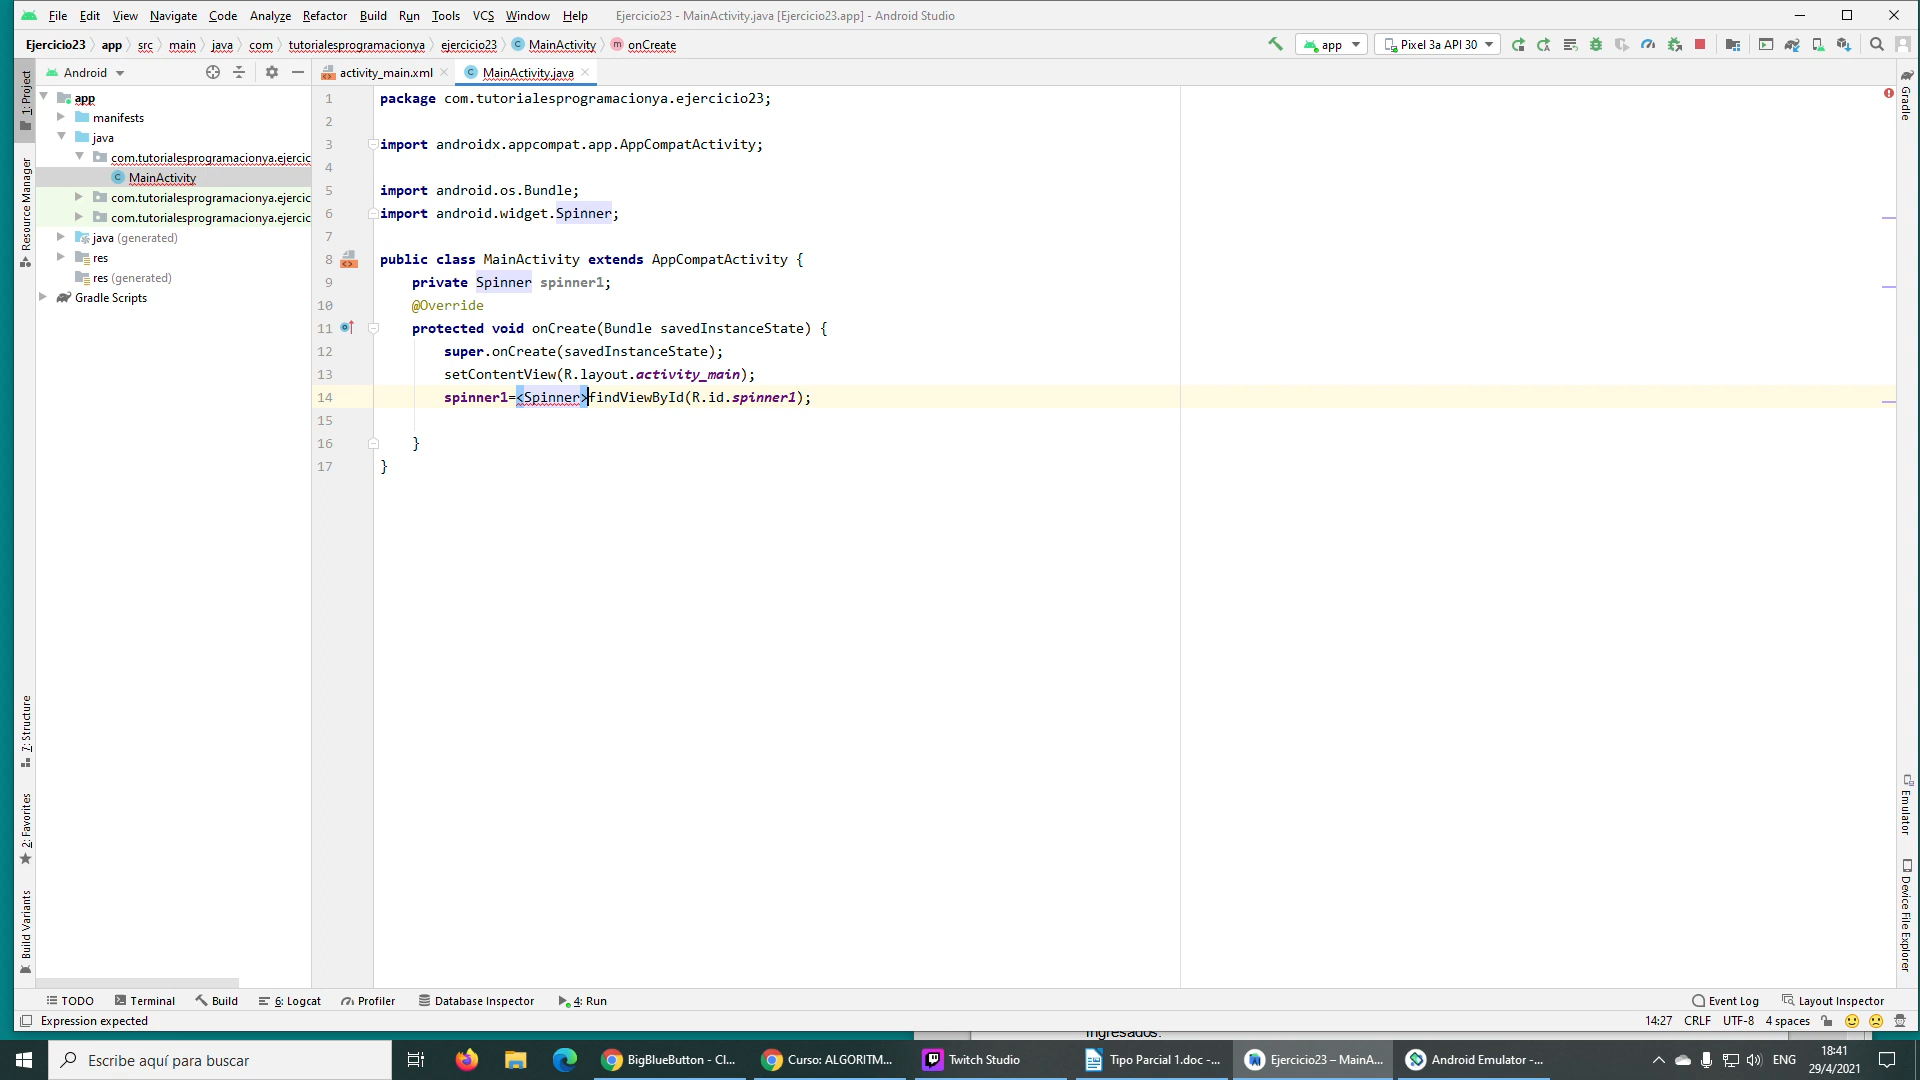 File Edit View Navigate Code Analyze Refactor Build Run Tools VCS Window Help Ejercicio23 - MainActivity.java [Ejercicio23.app] - Android Studio
Ejercicio23 app src main java com tutorialesprogramacionya ejercicio23 MainActivity onCreate app Pixel 3a API 30
Android activity_main.xml MainActivity.java
app
manifests
java
com.tutorialesprogramacionya.ejercic
MainActivity
com.tutorialesprogramacionya.ejercic
com.tutorialesprogramacionya.ejercic
java (generated)
res
res (generated)
Gradle Scripts
1: Project
Resource Manager
7: Structure
2: Favorites
Build Variants
1 package com.tutorialesprogramacionya.ejercicio23;
2
3 import androidx.appcompat.app.AppCompatActivity;
4
5 import android.os.Bundle;
6 import android.widget.Spinner;
7
8 public class MainActivity extends AppCompatActivity {
9 private Spinner spinner1;
10 @Override
11 protected void onCreate(Bundle savedInstanceState) {
12 super.onCreate(savedInstanceState);
13 setContentView(R.layout.activity_main);
14 spinner1=<Spinner>findViewById(R.id.spinner1);
15
16 }
17 }
Gradle
Emulator
Device File Explorer
TODO Terminal Build 6: Logcat Profiler Database Inspector 4: Run Event Log Layout Inspector
Expression expected 14:27 CRLF UTF-8 4 spaces
ingresados.
Escribe aquí para buscar BigBlueButton - Cl... Curso: ALGORITM... Twitch Studio Tipo Parcial 1.doc -... Ejercicio23 – MainA... Android Emulator -... ENG 18:41
29/4/2021